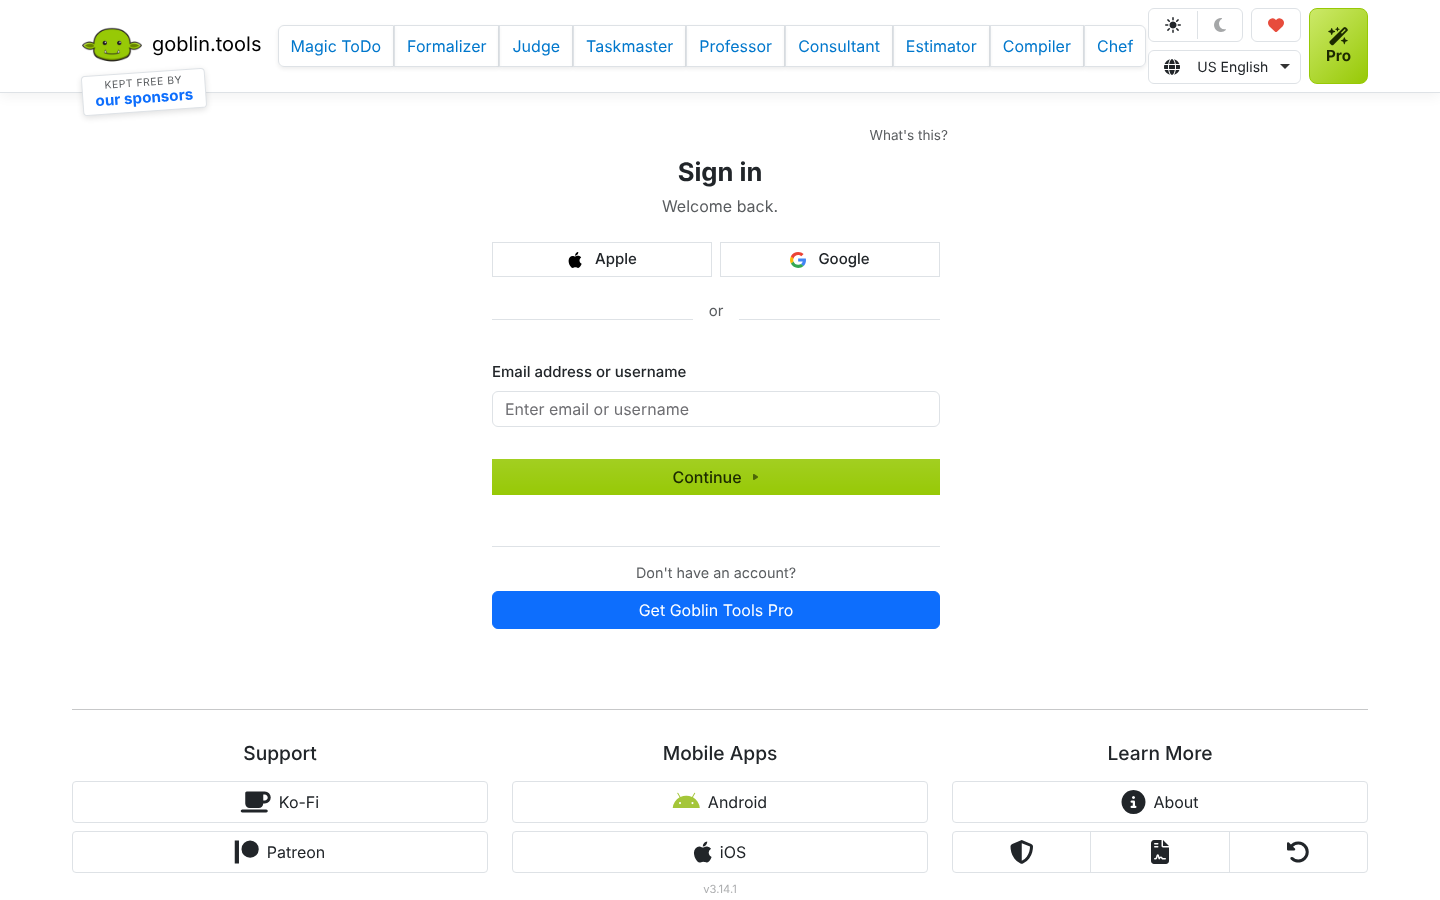 goblin.tools
KEPT FREE BY
our sponsors
Magic ToDo
Formalizer
Judge
Taskmaster
Professor
Consultant
Estimator
Compiler
Chef
US English
Pro
What's this?
Sign in
Welcome back.
Apple
Google
or
Email address or username
Enter email or username
Continue
Don't have an account?
Get Goblin Tools Pro
Support
Ko-Fi
Patreon
Mobile Apps
Android
iOS
Learn More
About
v3.14.1